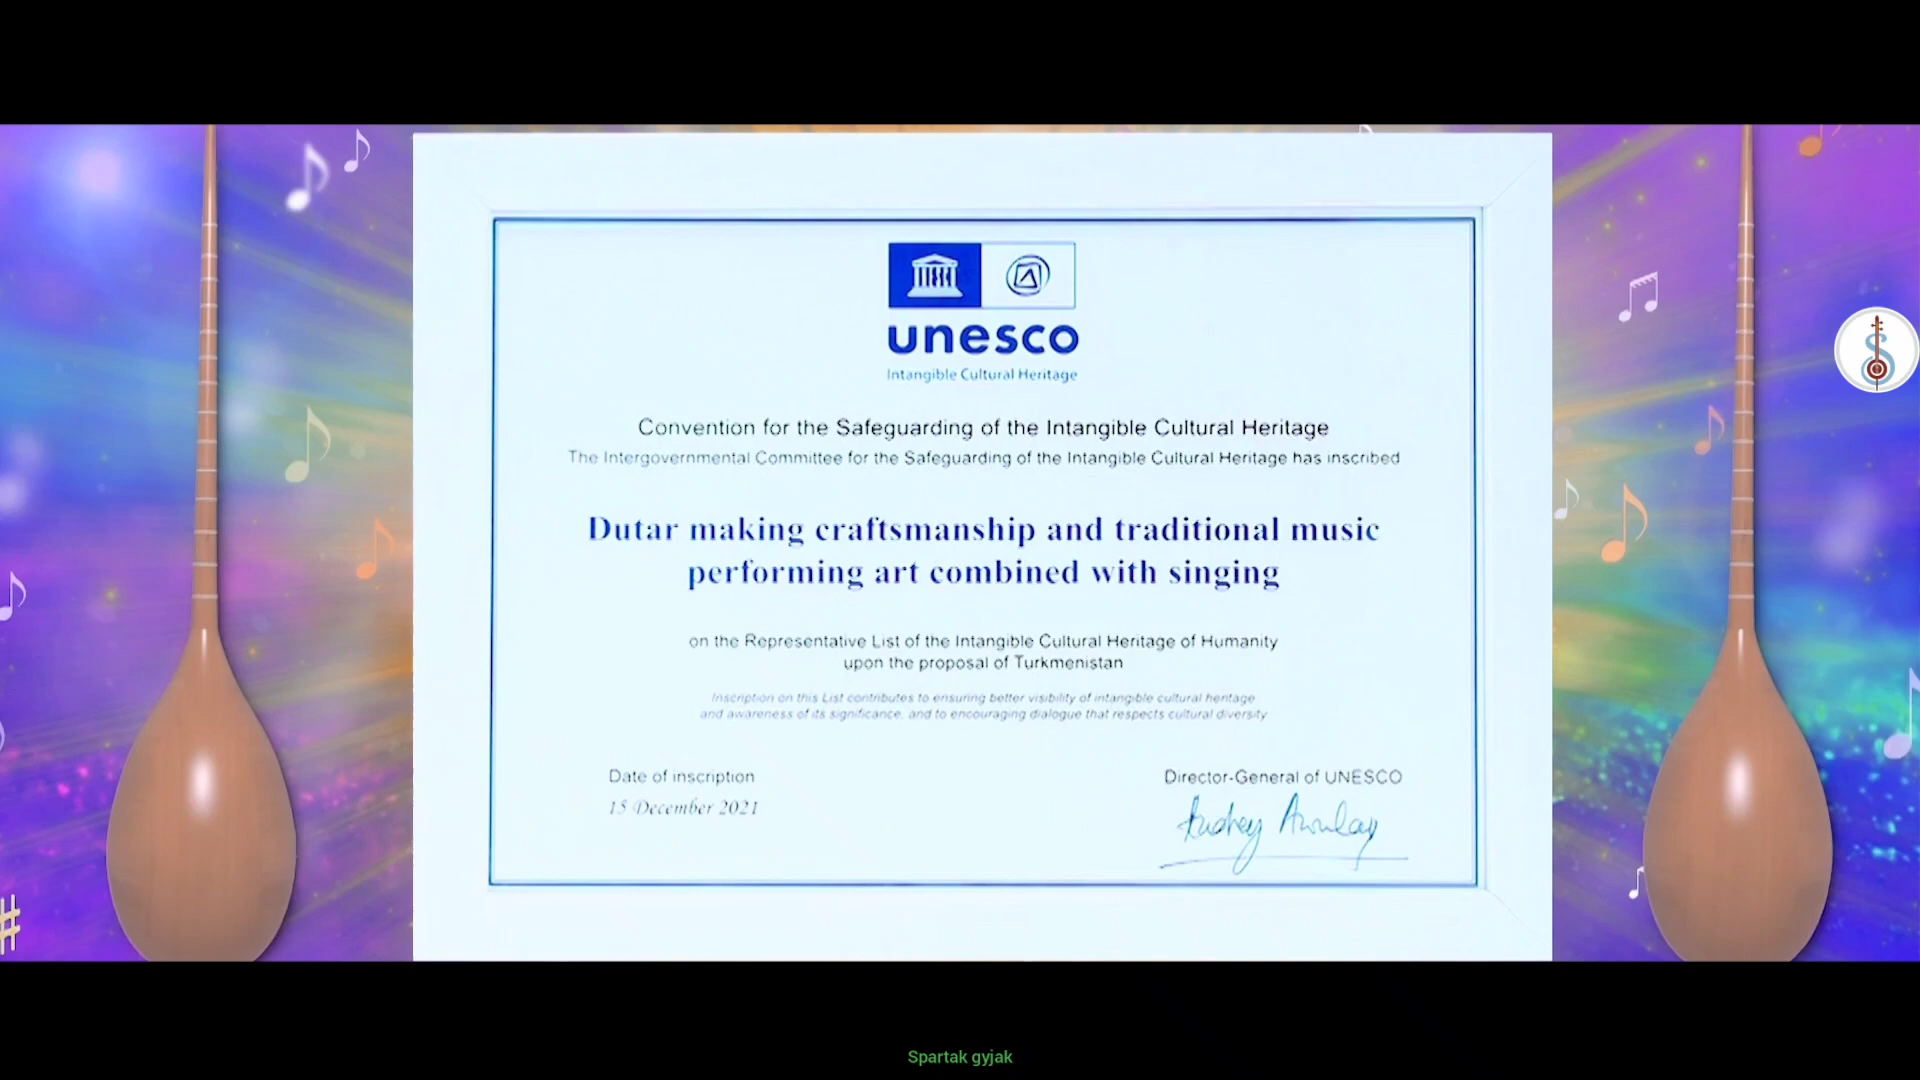 unesco
Intangible Cultural Heritage
Convention for the Safeguarding of the Intangible Cultural Heritage
The Intergovernmental Committee for the Safeguarding of the Intangible Cultural Heritage has inscribed
Dutar making craftsmanship and traditional music
performing art combined with singing
on the Representative List of the Intangible Cultural Heritage of Humanity
upon the proposal of Turkmenistan
Inscription on this List contributes to ensuring better visibility of intangible cultural heritage
and awareness of its significance, and to encouraging dialogue that respects cultural diversity
Date of inscription
15 December 2021
Director-General of UNESCO
Audrey Azoulay
Spartak gyjak